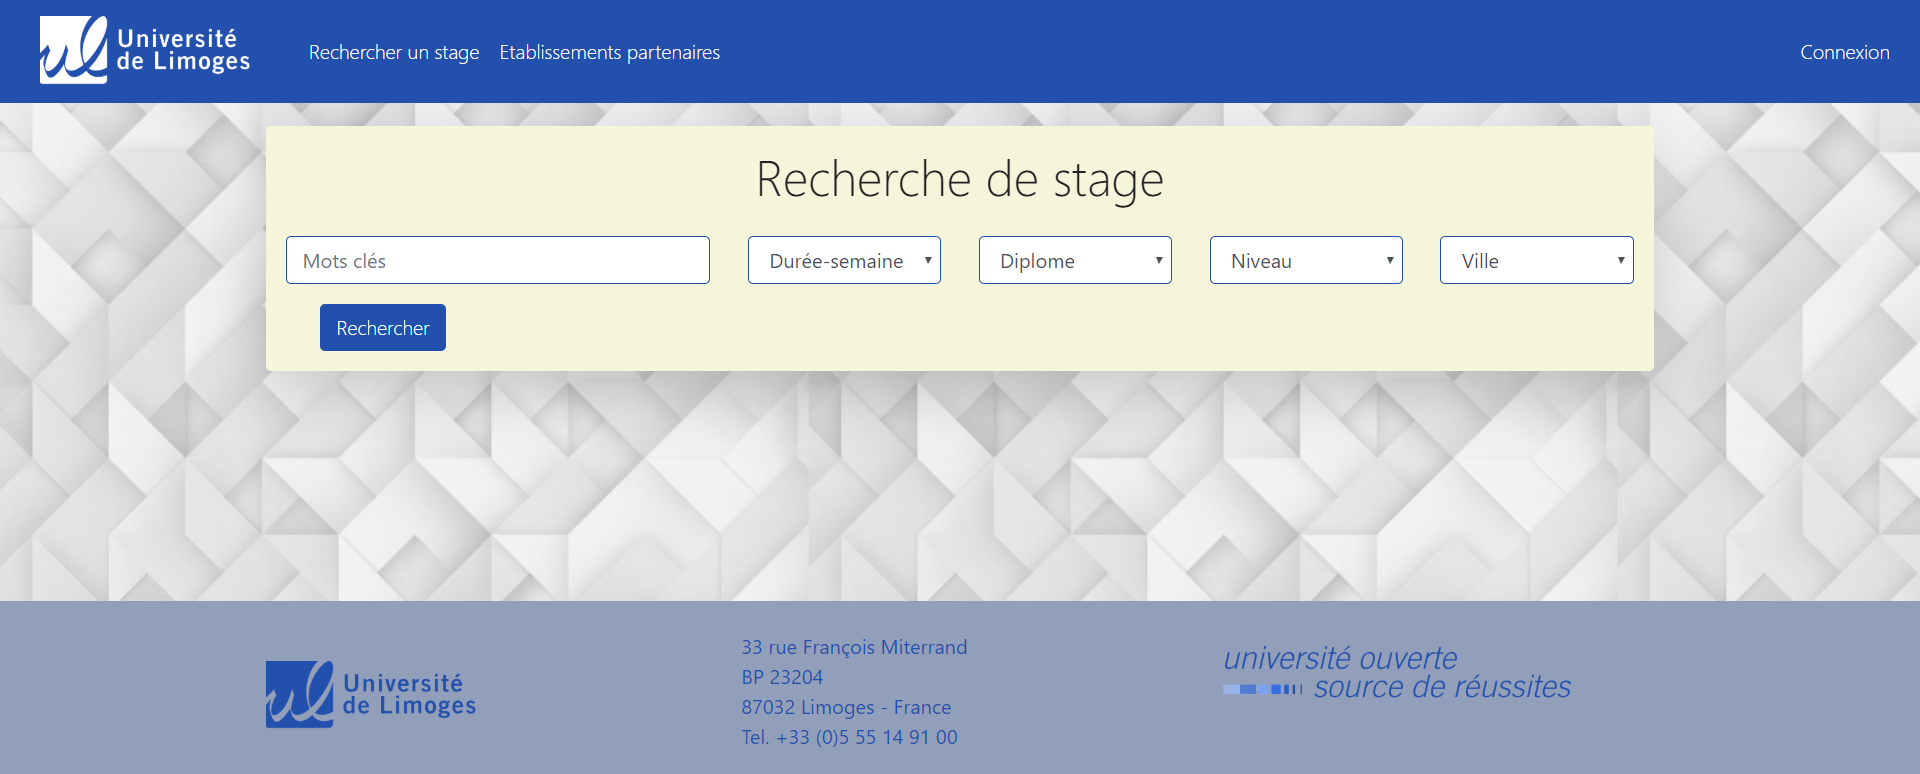 Université
de Limoges
Rechercher un stage
Etablissements partenaires
Connexion
Recherche de stage
Mots clés
Durée-semaine
Diplome
Niveau
Ville
Rechercher
Université
de Limoges
33 rue François Miterrand
BP 23204
87032 Limoges - France
Tel. +33 (0)5 55 14 91 00
université ouverte
source de réussites